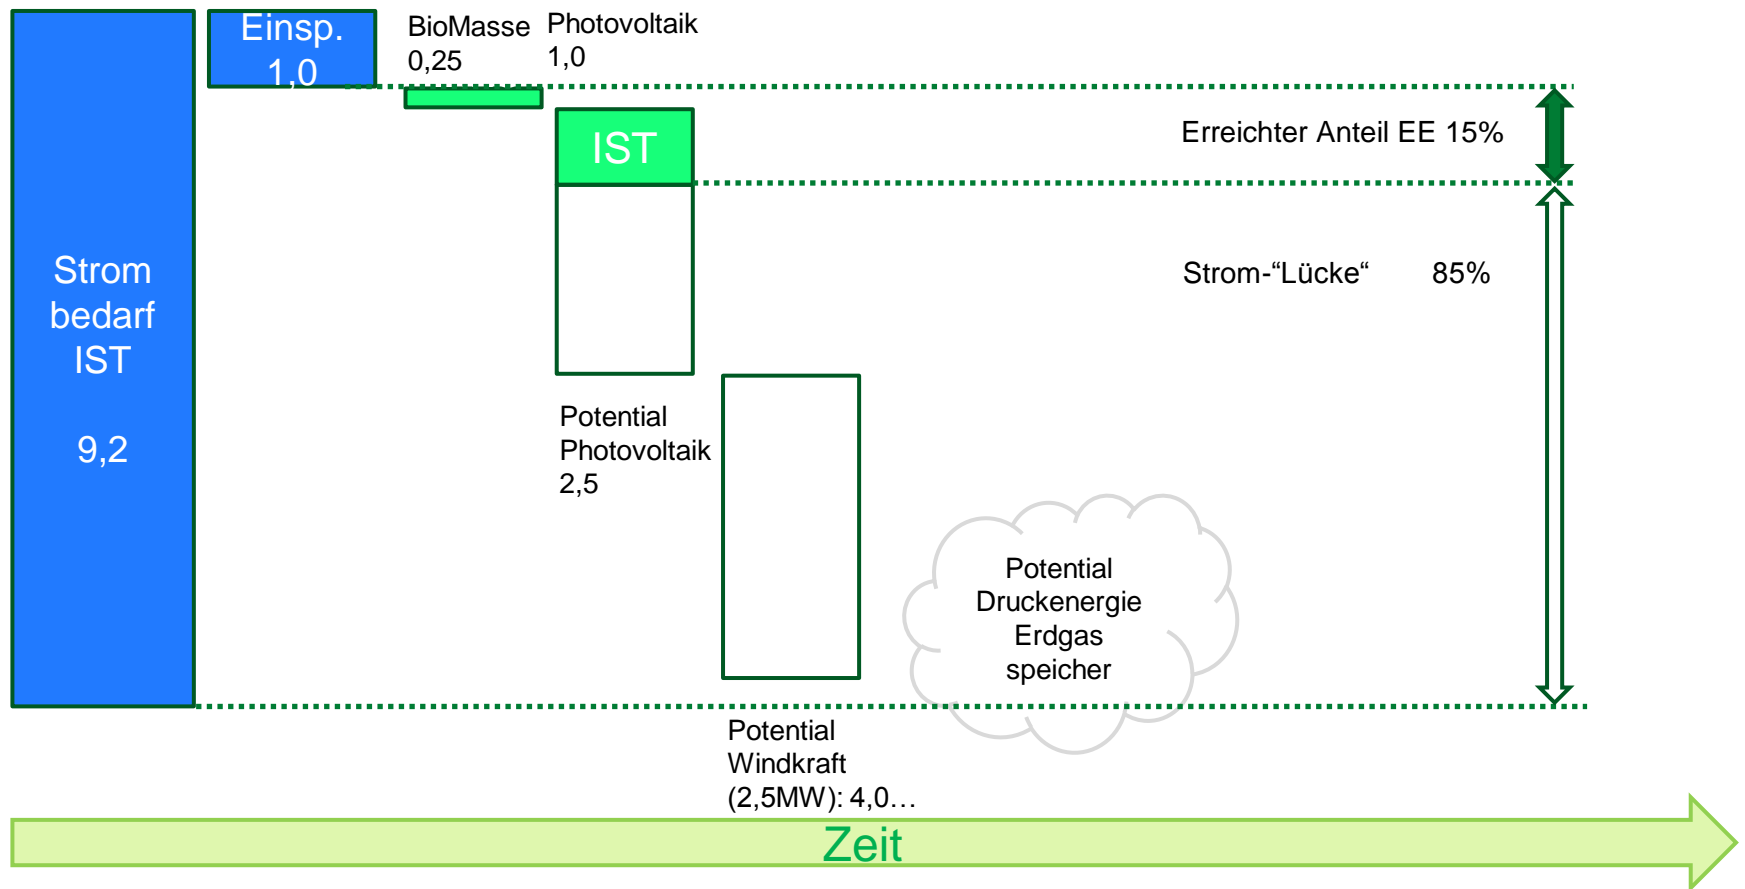 Einsp.
1,0
BioMasse
0,25
Photovoltaik
1,0
IST
Erreichter Anteil EE 15%
Strom
bedarf
IST
9,2
Strom-“Lücke“ 85%
Potential
Photovoltaik
2,5
Potential
Druckenergie
Erdgas
speicher
Potential
Windkraft
(2,5MW): 4,0…
Zeit